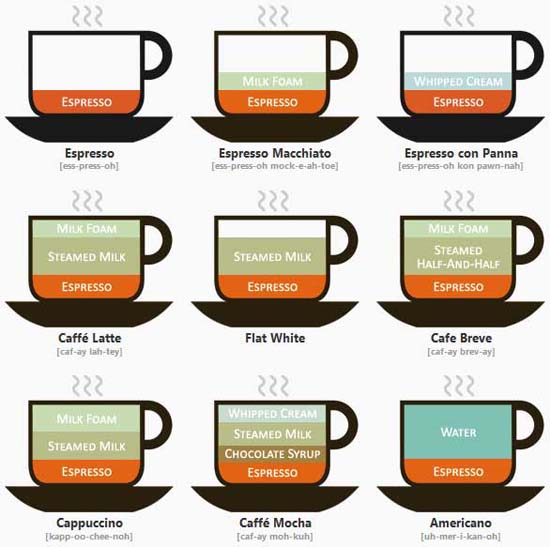 Espresso
Espresso
[ess-press-oh]
Milk Foam
Espresso
Espresso Macchiato
[ess-press-oh mock-e-ah-toe]
Whipped Cream
Espresso
Espresso con Panna
[ess-press-oh kon pawn-nah]
Milk Foam
Steamed Milk
Espresso
Caffé Latte
[caf-ay lah-tey]
Steamed Milk
Espresso
Flat White
Milk Foam
Steamed
Half-And-Half
Espresso
Cafe Breve
[caf-ay brev-ay]
Milk Foam
Steamed Milk
Espresso
Cappuccino
[kapp-oo-chee-noh]
Whipped Cream
Steamed Milk
Chocolate Syrup
Espresso
Caffé Mocha
[caf-ay moh-kuh]
Water
Espresso
Americano
[uh-mer-i-kan-oh]